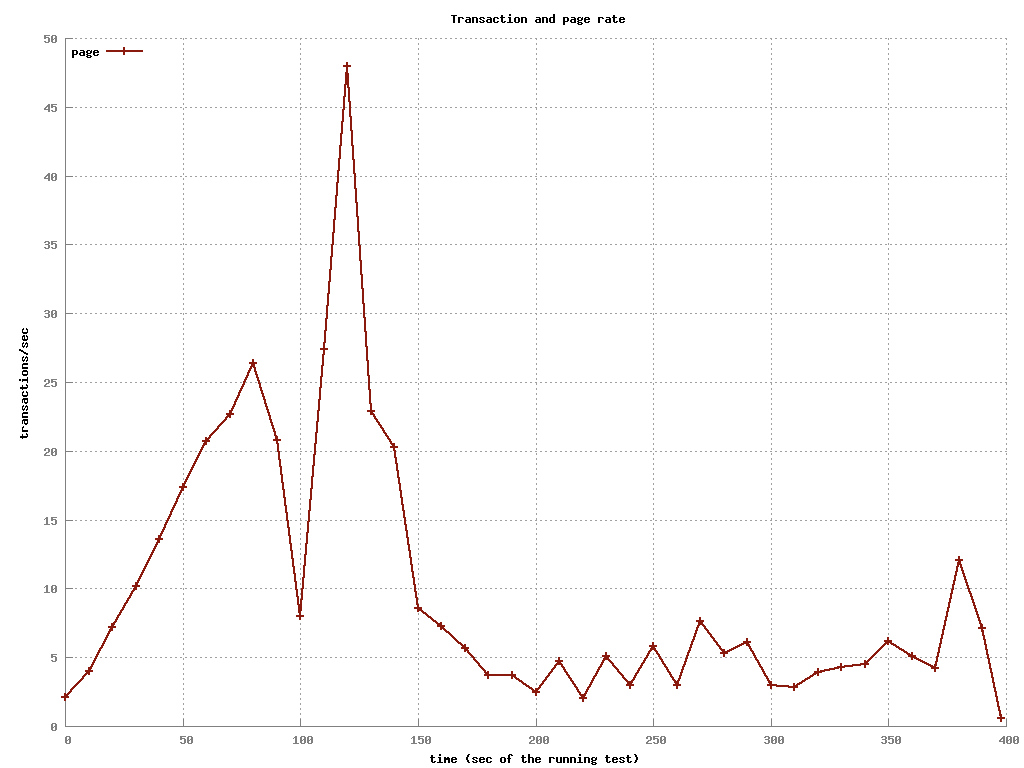 Transaction and page rate
page
50
45
40
35
30
25
20
15
10
5
0
transactions/sec
0 50 100 150 200 250 300 350 400
time (sec of the running test)